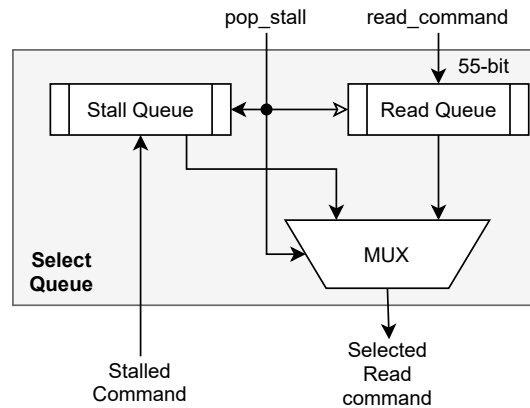 pop_stall
read_command
55-bit
Stall Queue
Read Queue
MUX
Select
Queue
Stalled
Command
Selected
Read
command